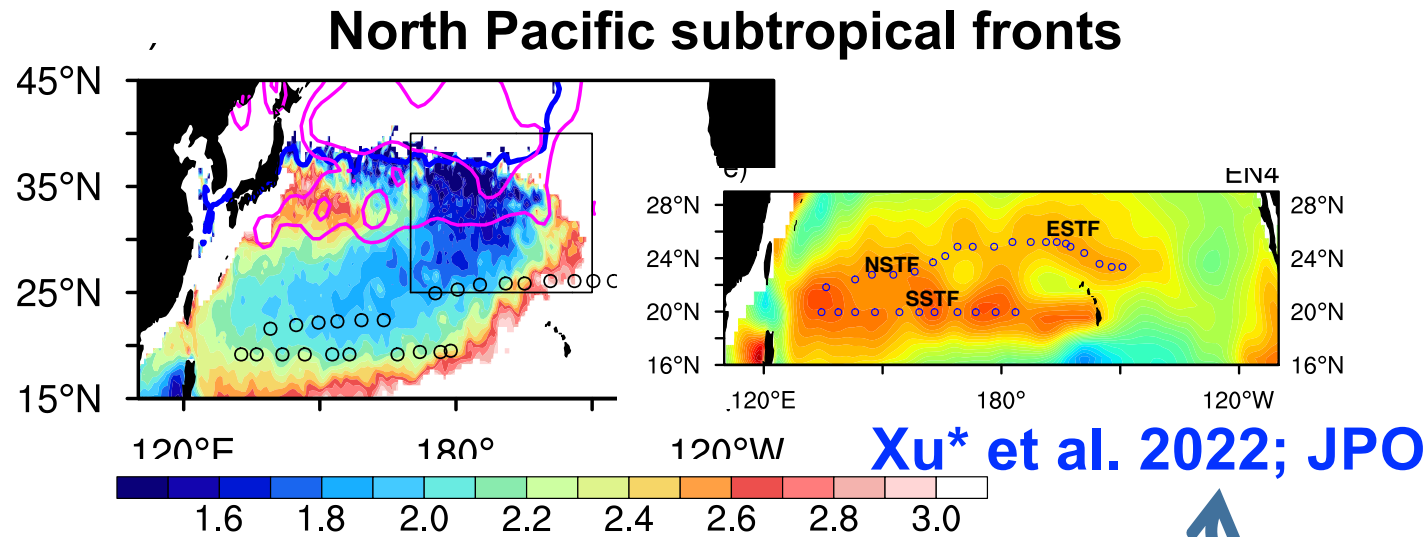 North Pacific subtropical fronts
45°N
35°N
25°N
15°N
120°E 180° 120°W
1.6 1.8 2.0 2.2 2.4 2.6 2.8 3.0
e) EN4
28°N 28°N
24°N 24°N
20°N 20°N
16°N 16°N
ESTF
NSTF
SSTF
120°E 180° 120°W
Xu* et al. 2022; JPO